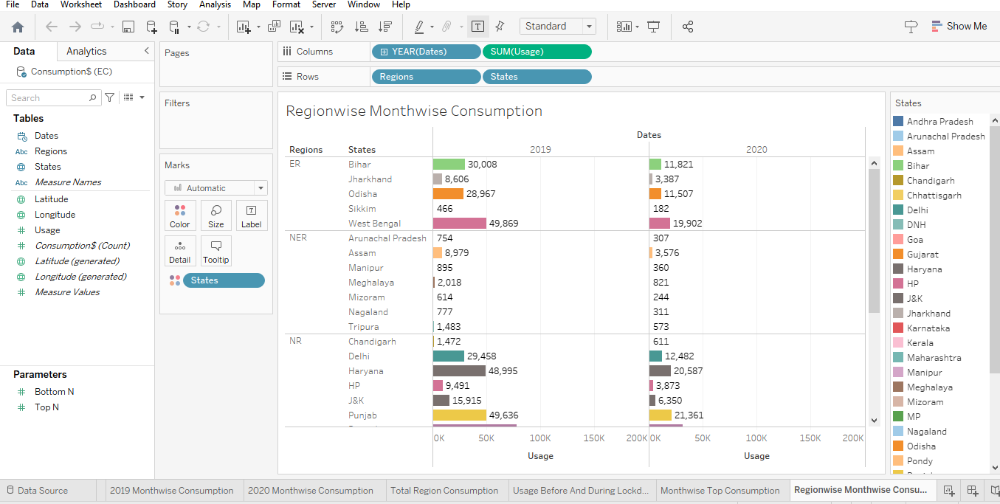 File Data Worksheet Dashboard Story Analysis Map Format Server Window Help
Standard Show Me
Data Analytics
Consumption$ (EC)
Search
Tables
Dates
Abc Regions
States
Abc Measure Names
Latitude
Longitude
Usage
Consumption$ (Count)
Latitude (generated)
Longitude (generated)
Measure Values
Parameters
Bottom N
Top N
Pages
Filters
Marks
Automatic
Color Size Label
Detail Tooltip
States
Columns YEAR(Dates) SUM(Usage)
Rows Regions States
Regionwise Monthwise Consumption
Dates
Regions States 2019 2020
ER Bihar 30,008 11,821
Jharkhand 8,606 3,387
Odisha 28,967 11,507
Sikkim 466 182
West Bengal 49,869 19,902
NER Arunachal Pradesh 754 307
Assam 8,979 3,576
Manipur 895 360
Meghalaya 2,018 821
Mizoram 614 244
Nagaland 777 311
Tripura 1,483 573
NR Chandigarh 1,472 611
Delhi 29,458 12,482
Haryana 48,995 20,587
HP 9,491 3,873
J&K 15,915 6,350
Punjab 49,636 21,361
0K 50K 100K 150K 200K 0K 50K 100K 150K 200K
Usage Usage
States
Andhra Pradesh
Arunachal Pradesh
Assam
Bihar
Chandigarh
Chhattisgarh
Delhi
DNH
Goa
Gujarat
Haryana
HP
J&K
Jharkhand
Karnataka
Kerala
Maharashtra
Manipur
Meghalaya
Mizoram
MP
Nagaland
Odisha
Pondy
Data Source 2019 Monthwise Consumption 2020 Monthwise Consumption Total Region Consumption Usage Before And During Lockd... Monthwise Top Consumption Regionwise Monthwise Consu...